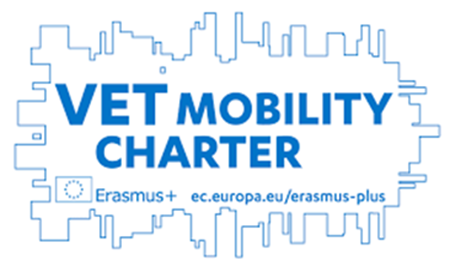 VET MOBILITY
CHARTER
Erasmus+ ec.europa.eu/erasmus-plus